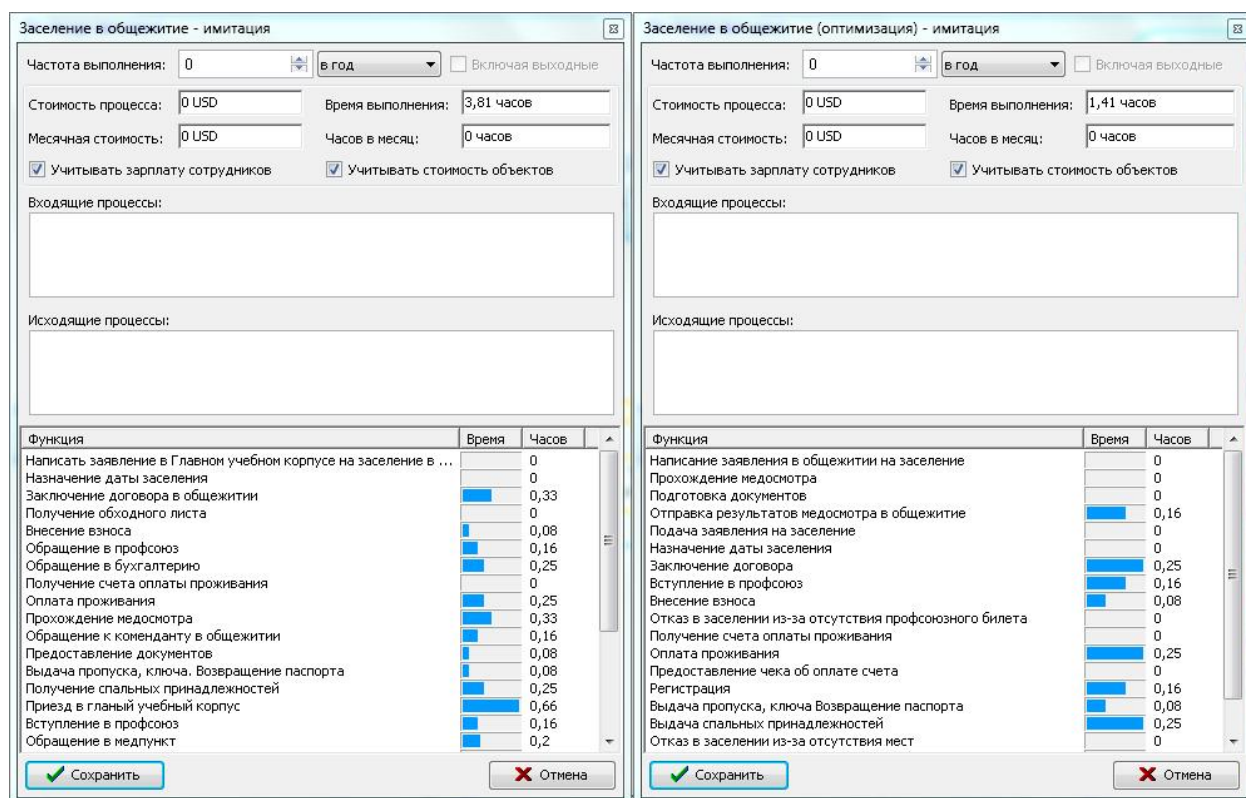 Заселение в общежитие - имитация
Частота выполнения: 0 в год Включая выходные
Стоимость процесса: 0 USD Время выполнения: 3,81 часов
Месячная стоимость: 0 USD Часов в месяц: 0 часов
Учитывать зарплату сотрудников Учитывать стоимость объектов
Входящие процессы:
Исходящие процессы:
Функция Время Часов
Написать заявление в Главном учебном корпусе на заселение в ... 0
Назначение даты заселения 0
Заключение договора в общежитии 0,33
Получение обходного листа 0
Внесение взноса 0,08
Обращение в профсоюз 0,16
Обращение в бухгалтерию 0,25
Получение счета оплаты проживания 0
Оплата проживания 0,25
Прохождение медосмотра 0,33
Обращение к коменданту в общежитии 0,16
Предоставление документов 0,08
Выдача пропуска, ключа. Возвращение паспорта 0,08
Получение спальных принадлежностей 0,25
Приезд в гланый учебный корпус 0,66
Вступление в профсоюз 0,16
Обращение в медпункт 0,2
Сохранить Отмена
Заселение в общежитие (оптимизация) - имитация
Частота выполнения: 0 в год Включая выходные
Стоимость процесса: 0 USD Время выполнения: 1,41 часов
Месячная стоимость: 0 USD Часов в месяц: 0 часов
Учитывать зарплату сотрудников Учитывать стоимость объектов
Входящие процессы:
Исходящие процессы:
Функция Время Часов
Написание заявления в общежитии на заселение 0
Прохождение медосмотра 0
Подготовка документов 0
Отправка результатов медосмотра в общежитие 0,16
Подача заявления на заселение 0
Назначение даты заселения 0
Заключение договора 0,25
Вступление в профсоюз 0,16
Внесение взноса 0,08
Отказ в заселении из-за отсутствия профсоюзного билета 0
Получение счета оплаты проживания 0
Оплата проживания 0,25
Предоставление чека об оплате счета 0
Регистрация 0,16
Выдача пропуска, ключа Возвращение паспорта 0,08
Выдача спальных принадлежностей 0,25
Отказ в заселении из-за отсутствия мест 0
Сохранить Отмена